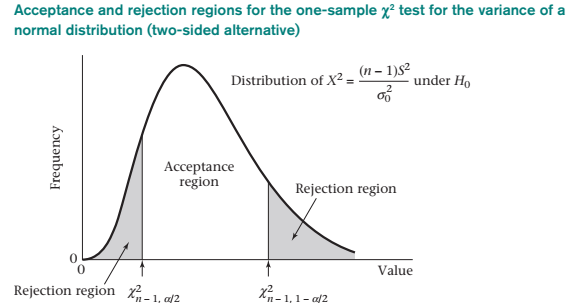 Acceptance and rejection regions for the one-sample χ² test for the variance of a
normal distribution (two-sided alternative)
Distribution of X² = (n − 1)S² / σ₀² under H₀
Frequency
Acceptance
region
Rejection region
0
0
Value
Rejection region
χ²ₙ₋₁, α/2
χ²ₙ₋₁, ₁₋α/2